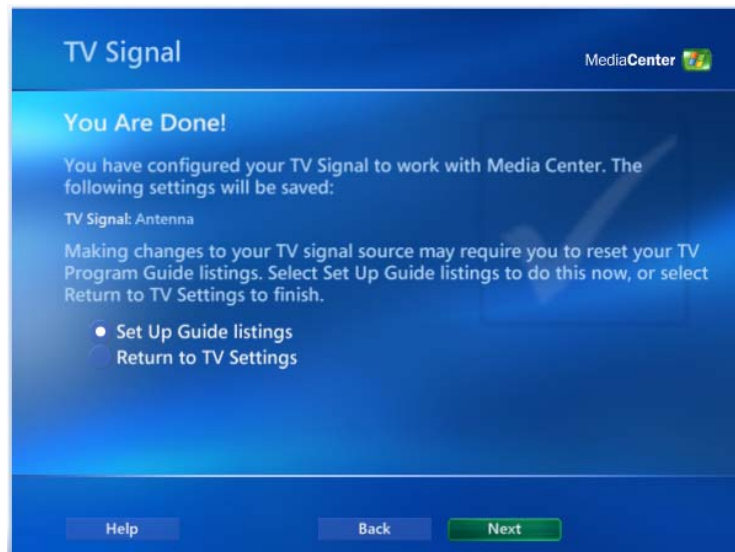 TV Signal
MediaCenter
You Are Done!
You have configured your TV Signal to work with Media Center. The
following settings will be saved:
TV Signal: Antenna
Making changes to your TV signal source may require you to reset your TV
Program Guide listings. Select Set Up Guide listings to do this now, or select
Return to TV Settings to finish.
Set Up Guide listings
Return to TV Settings
Help
Back
Next